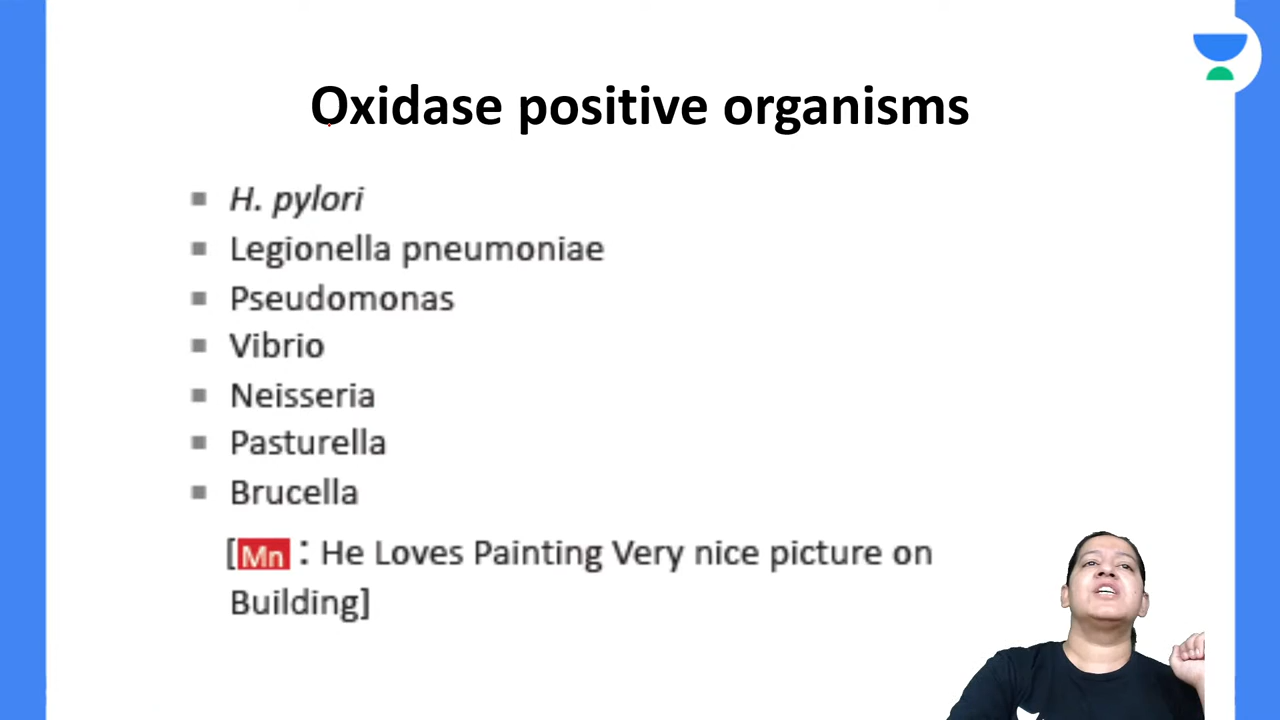 Oxidase positive organisms
H. pylori
Legionella pneumoniae
Pseudomonas
Vibrio
Neisseria
Pasturella
Brucella
[Mn : He Loves Painting Very nice picture on
Building]